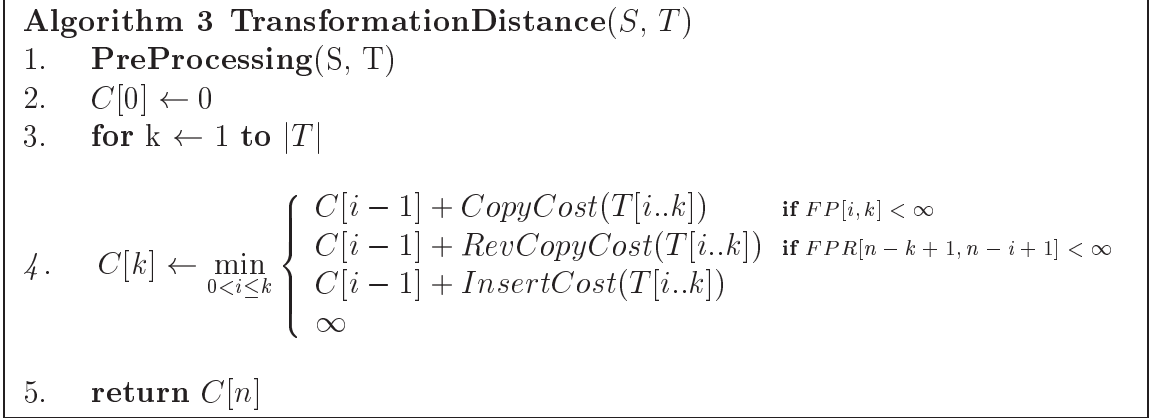 Algorithm 3 TransformationDistance(S, T)
1. PreProcessing(S, T)
2. C[0] ← 0
3. for k ← 1 to |T|
C[i − 1] + CopyCost(T[i..k]) if FP[i, k] < ∞
C[i − 1] + RevCopyCost(T[i..k]) if FPR[n − k + 1, n − i + 1] < ∞
4. C[k] ← min 0<i≤k {
C[i − 1] + InsertCost(T[i..k])
∞
5. return C[n]